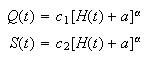 Q(t) = c₁[H(t) + a]ᵅ
S(t) = c₂[H(t) + a]ᵅ